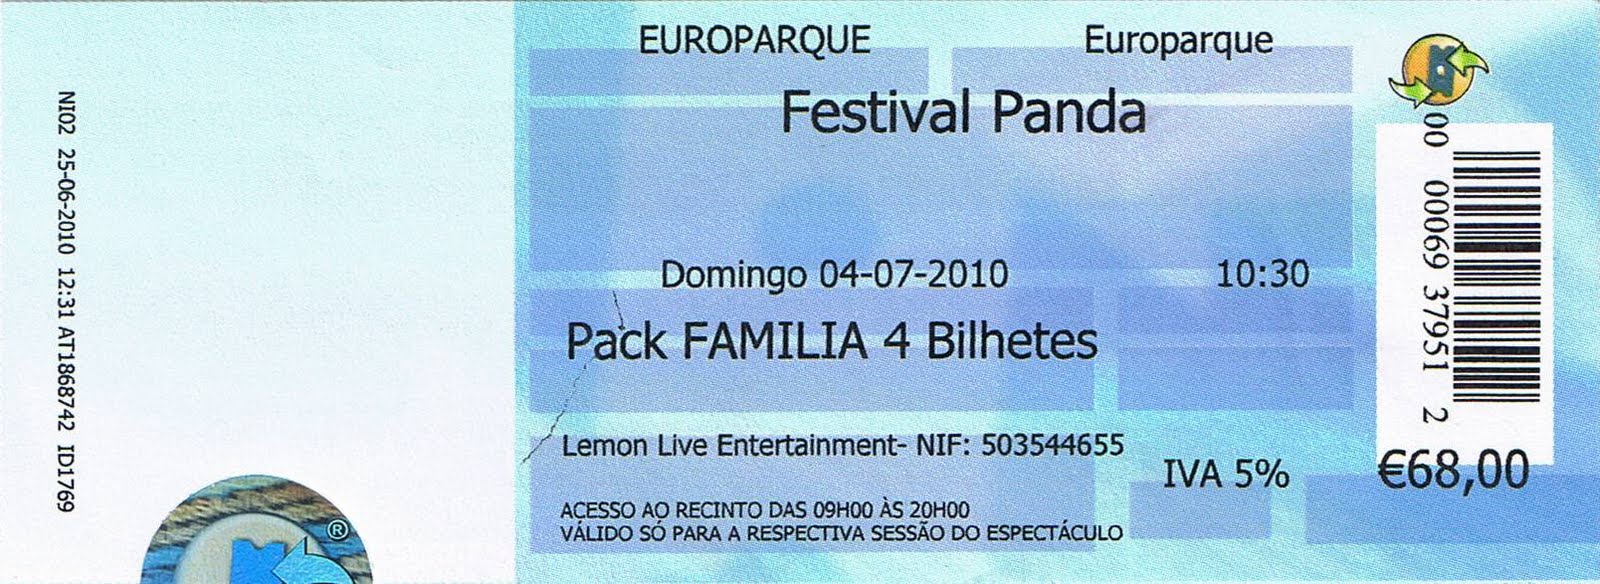 NI02 25-06-2010 12:31 AT1868742 ID1769
®
EUROPARQUE
Europarque
Festival Panda
Domingo 04-07-2010 10:30
Pack FAMILIA 4 Bilhetes
Lemon Live Entertainment- NIF: 503544655
IVA 5%
€68,00
ACESSO AO RECINTO DAS 09H00 ÀS 20H00
VÁLIDO SÓ PARA A RESPECTIVA SESSÃO DO ESPECTÁCULO
00 00069 37951 2